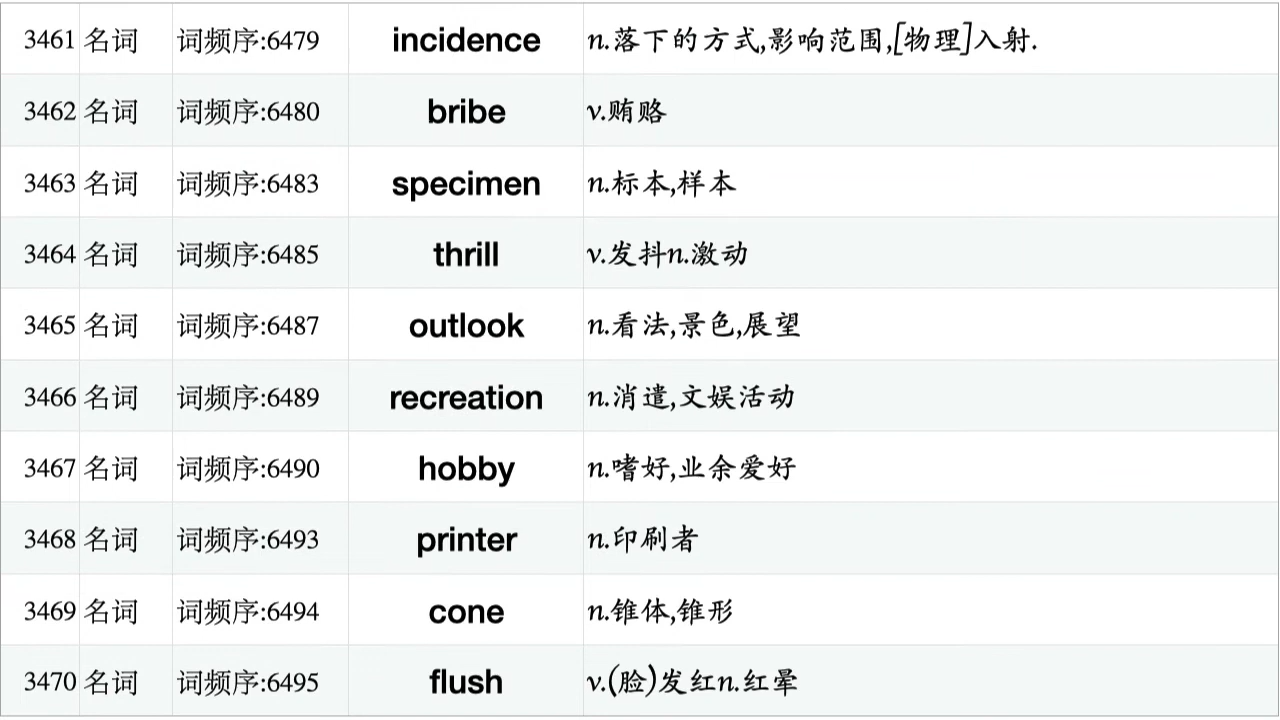 3461 名词 词频序:6479 incidence n.落下的方式,影响范围,[物理]入射.
3462 名词 词频序:6480 bribe v.贿赂
3463 名词 词频序:6483 specimen n.标本,样本
3464 名词 词频序:6485 thrill v.发抖n.激动
3465 名词 词频序:6487 outlook n.看法,景色,展望
3466 名词 词频序:6489 recreation n.消遣,文娱活动
3467 名词 词频序:6490 hobby n.嗜好,业余爱好
3468 名词 词频序:6493 printer n.印刷者
3469 名词 词频序:6494 cone n.锥体,锥形
3470 名词 词频序:6495 flush v.(脸)发红n.红晕